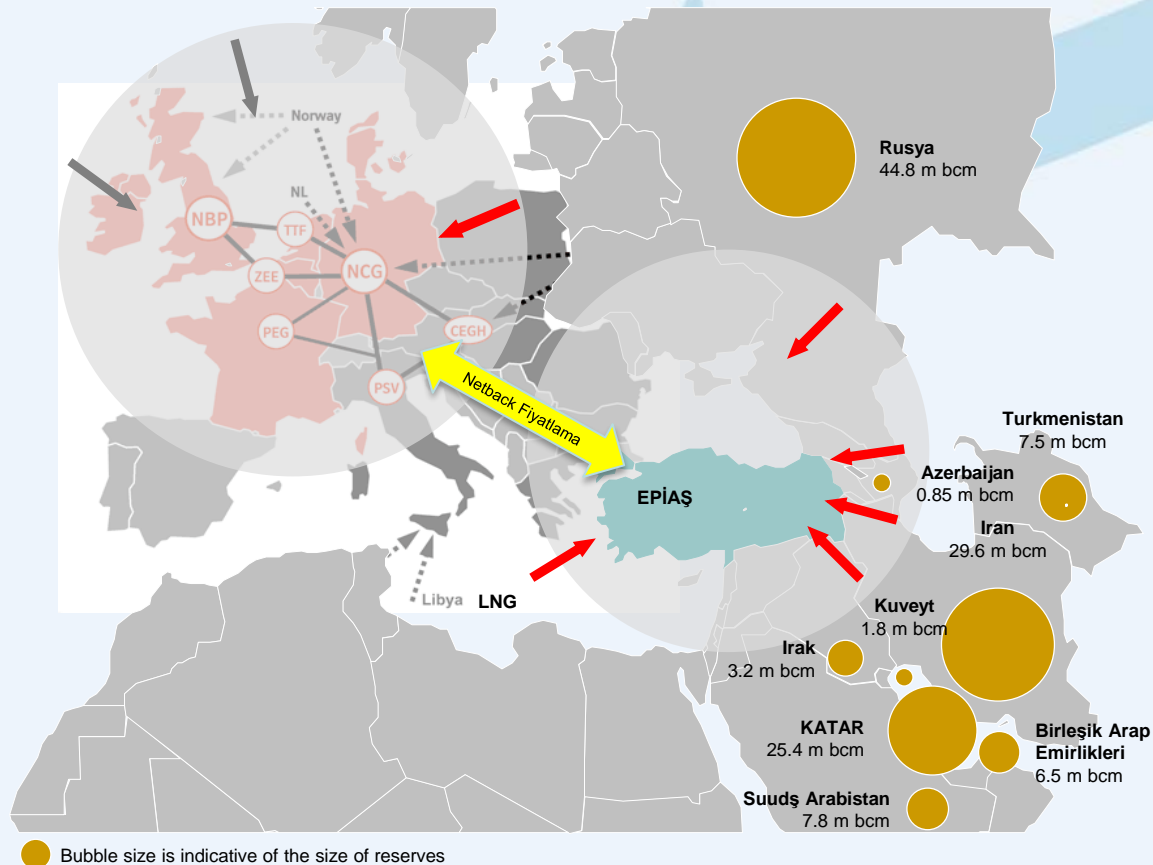 Norway
NL
NBP
TTF
ZEE
NCG
PEG
CEGH
PSV
Netback Fiyatlama
EPİAŞ
Libya
LNG
Rusya
44.8 m bcm
Turkmenistan
7.5 m bcm
Azerbaijan
0.85 m bcm
Iran
29.6 m bcm
Kuveyt
1.8 m bcm
Irak
3.2 m bcm
KATAR
25.4 m bcm
Birleşik Arap
Emirlikleri
6.5 m bcm
Suudş Arabistan
7.8 m bcm
Bubble size is indicative of the size of reserves